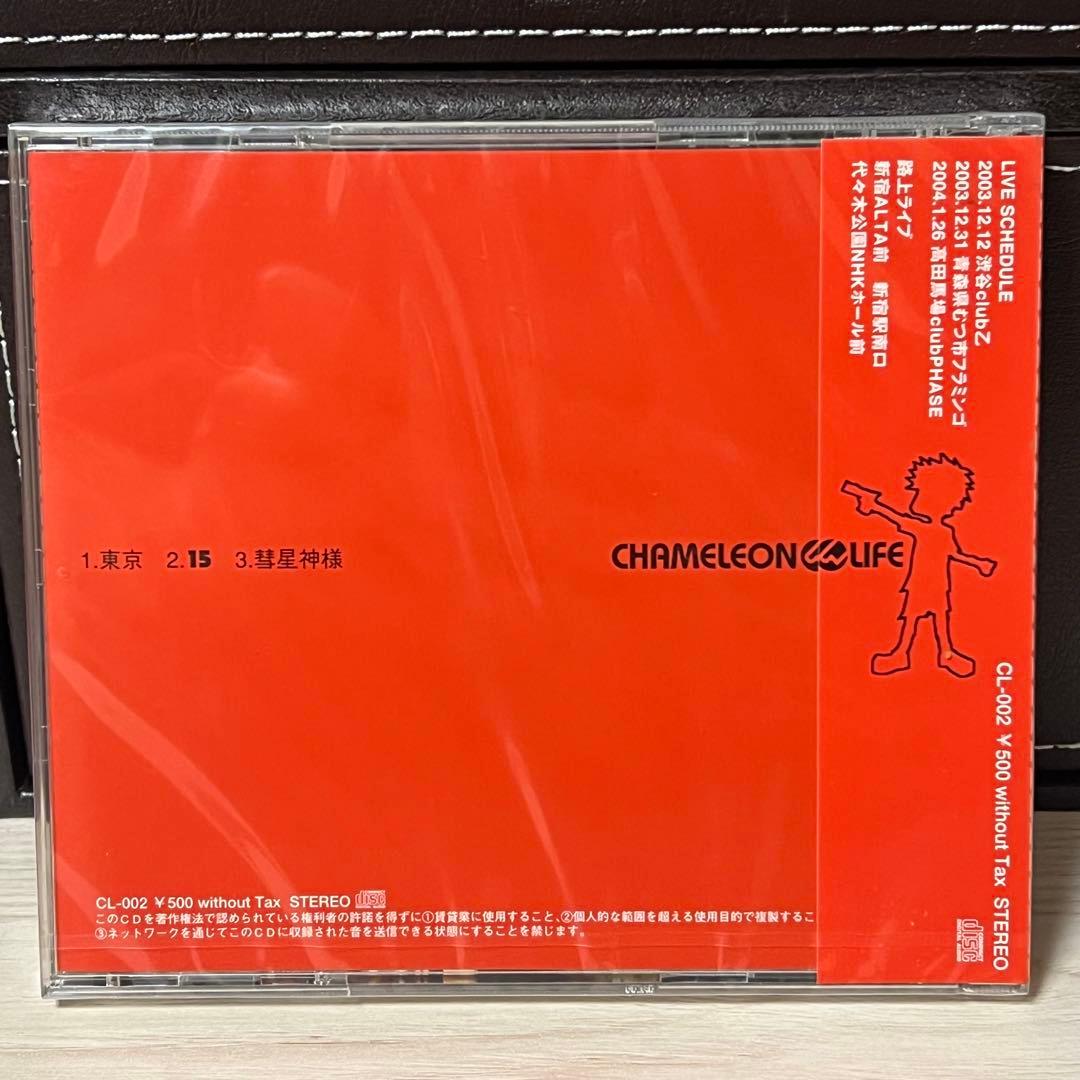 1.東京　2.15　3.彗星神様
CHAMELEON LIFE
CL-002 ￥500 without Tax STEREO
disc
このCDを著作権法で認められている権利者の許諾を得ずに①賃貸業に使用すること、②個人的な範囲を超える使用目的で複製するこ
③ネットワークを通じてこのCDに収録された音を送信できる状態にすることを禁じます。
LIVE SCHEDULE
2003.12.12 渋谷club乙
2003.12.31 青森県むつ市フラミンゴ
2004.1.26 高田馬場clubPHASE
路上ライブ
新宿ALTA前　新宿駅南口
代々木公園NHKホール前
CL-002 ￥500 without Tax STEREO
COMPACT
disc
DIGITAL AUDIO